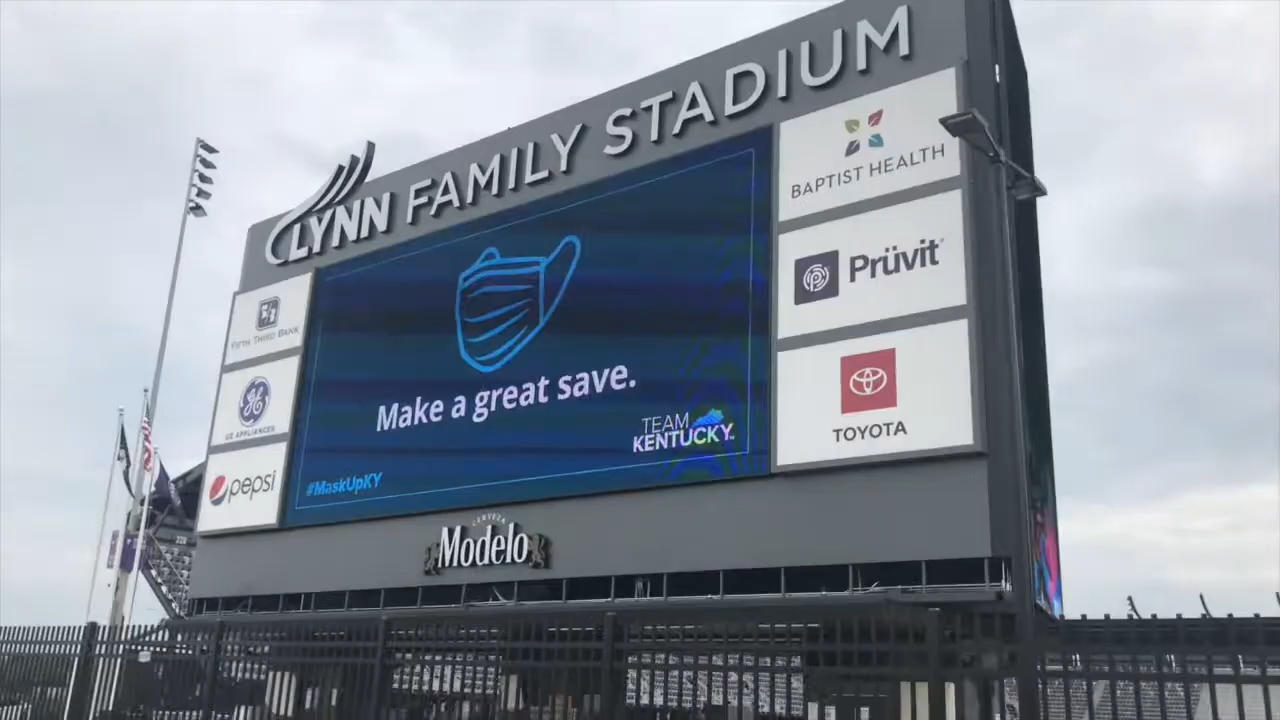 LYNN FAMILY STADIUM
FIFTH THIRD BANK
GE APPLIANCES
pepsi
Make a great save.
TEAM
KENTUCKY
#MaskUpKY
BAPTIST HEALTH
Prüvit
TOYOTA
CERVEZA
Modelo
228